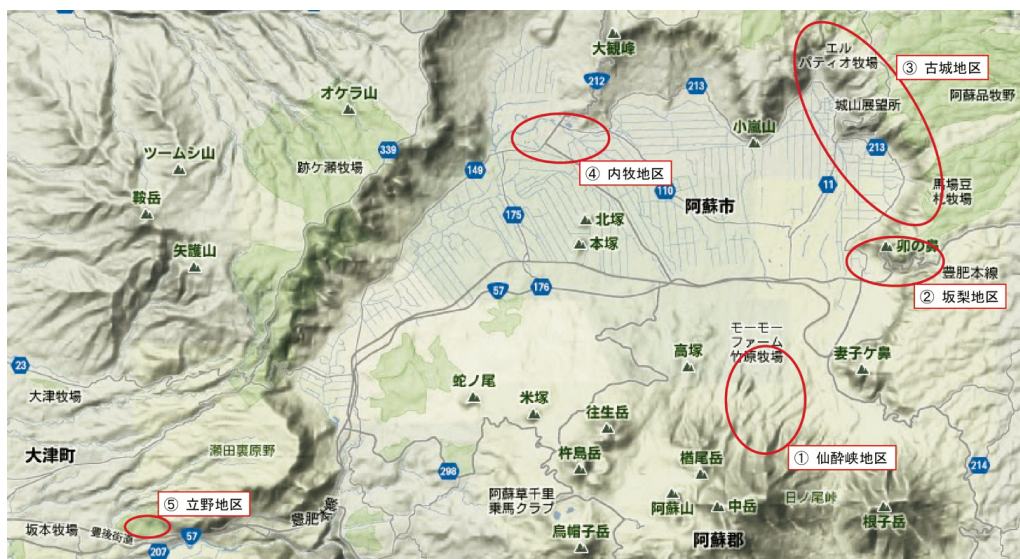 大観峰
エル
パティオ牧場
③ 古城地区
212
213
オケラ山
城山展望所
阿蘇品牧野
小嵐山
ツームシ山
339
跡ケ瀬牧場
149
④ 内牧地区
213
110
11
馬場豆
札牧場
鞍岳
175
北塚
阿蘇市
矢護山
本塚
卯の鼻
豊肥本線
57
176
② 坂梨地区
モーモー
ファーム
竹原牧場
高塚
妻子ケ鼻
23
大津牧場
蛇ノ尾
米塚
往生岳
大津町
瀬田裏原野
① 仙酔峡地区
298
杵島岳
楢尾岳
214
⑤ 立野地区
阿蘇草千里
乗馬クラブ
阿蘇山
中岳
日ノ尾峠
根子岳
坂本牧場
豊後街道
57
豊肥本線
207
烏帽子岳
阿蘇郡